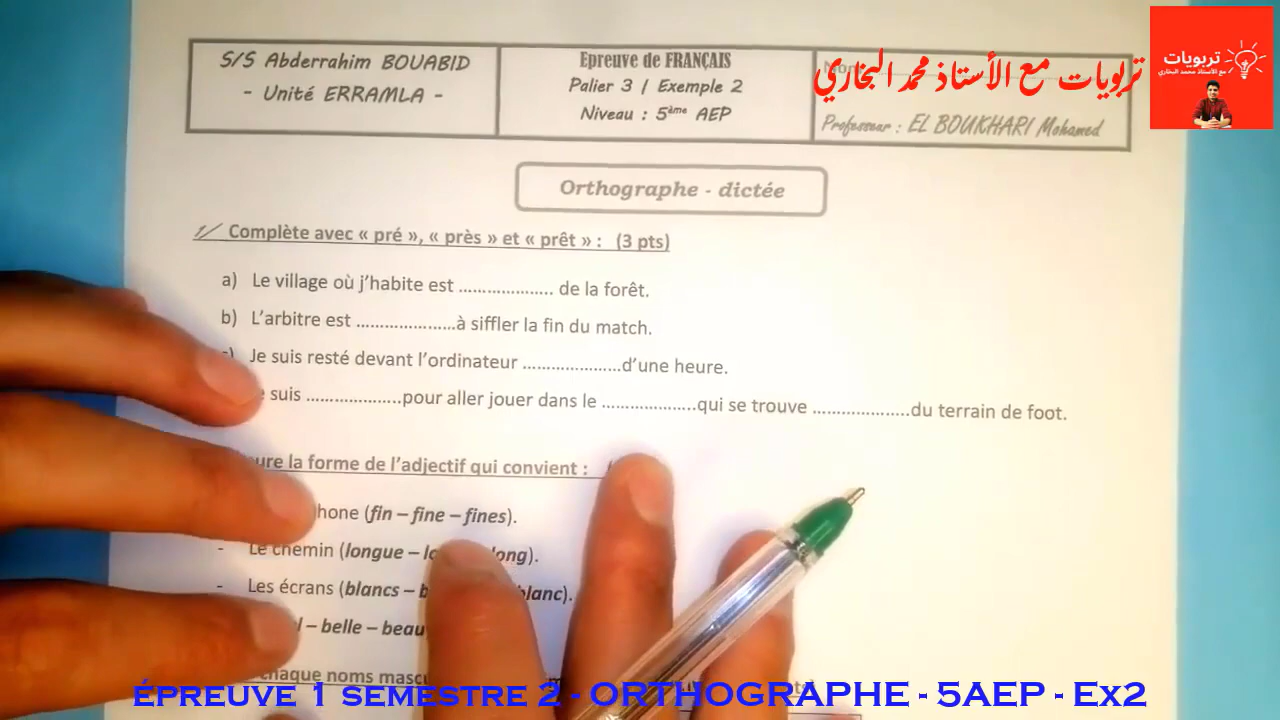 S/S Abderrahim BOUABID
- Unité ERRAMLA -
Epreuve de FRANÇAIS
Palier 3 / Exemple 2
Niveau : 5ème AEP
تربويات مع الأستاذ محمد البخاري
Professeur : EL BOUKHARI Mohamed
تربويات
مع الأستاذ محمد البخاري
Orthographe - dictée
1/ Complète avec « pré », « près » et « prêt » : (3 pts)
a) Le village où j'habite est ………………… de la forêt.
b) L'arbitre est …………………à siffler la fin du match.
c) Je suis resté devant l'ordinateur …………………d'une heure.
suis …………………pour aller jouer dans le …………………qui se trouve …………………du terrain de foot.
la forme de l'adjectif qui convient :
(fin – fine – fines).
- Le chemin (longue – long).
- Les écrans (blancs – blanc).
– belle –
noms
épreuve 1 semestre 2 - ORTHOGRAPHE - 5AEP - Ex2